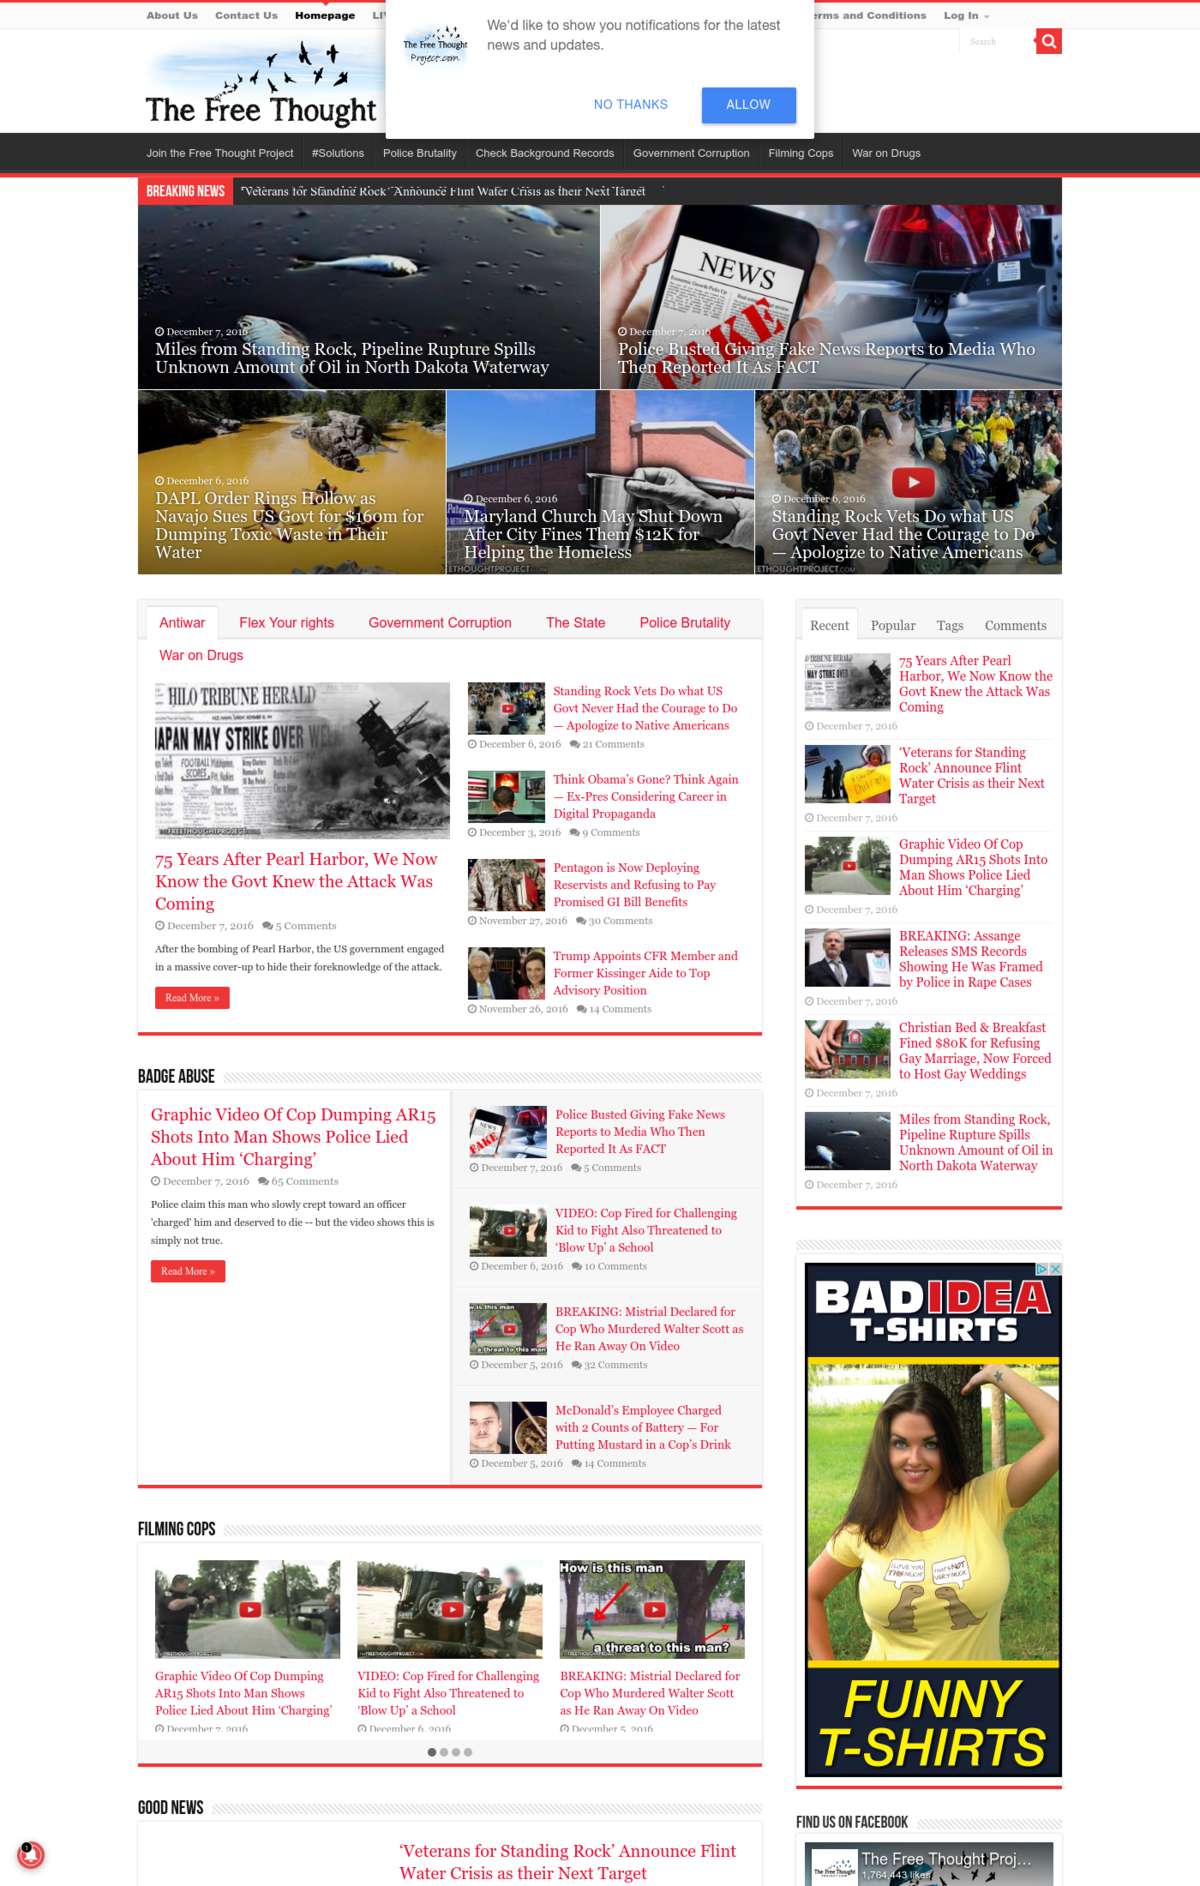 About Us Contact Us Homepage LI
erms and Conditions Log In
We'd like to show you notifications for the latest
news and updates.
NO THANKS ALLOW
The Free Thought
Project.com
Search
The Free Thought
Join the Free Thought Project #Solutions Police Brutality Check Background Records Government Corruption Filming Cops War on Drugs
BREAKING NEWS 'Veterans for Standing Rock' Announce Flint Water Crisis as their Next Target
NEWS
FAKE
December 7, 2016
Miles from Standing Rock, Pipeline Rupture Spills
Unknown Amount of Oil in North Dakota Waterway
December 7, 2016
Police Busted Giving Fake News Reports to Media Who
Then Reported It As FACT
December 6, 2016
DAPL Order Rings Hollow as
Navajo Sues US Govt for $160m for
Dumping Toxic Waste in Their
Water
December 6, 2016
Maryland Church May Shut Down
After City Fines Them $12K for
Helping the Homeless
December 6, 2016
Standing Rock Vets Do what US
Govt Never Had the Courage to Do
— Apologize to Native Americans
Antiwar Flex Your rights Government Corruption The State Police Brutality
War on Drugs
HILO TRIBUNE HERALD
JAPAN MAY STRIKE OVER
FOOTBALL
SCORES
75 Years After Pearl Harbor, We Now
Know the Govt Knew the Attack Was
Coming
December 7, 2016 5 Comments
After the bombing of Pearl Harbor, the US government engaged
in a massive cover-up to hide their foreknowledge of the attack.
Read More »
Standing Rock Vets Do what US
Govt Never Had the Courage to Do
— Apologize to Native Americans
December 6, 2016 21 Comments
Think Obama's Gone? Think Again
— Ex-Pres Considering Career in
Digital Propaganda
December 3, 2016 9 Comments
Pentagon is Now Deploying
Reservists and Refusing to Pay
Promised GI Bill Benefits
November 27, 2016 30 Comments
Trump Appoints CFR Member and
Former Kissinger Aide to Top
Advisory Position
November 26, 2016 14 Comments
Recent Popular Tags Comments
75 Years After Pearl
Harbor, We Now Know the
Govt Knew the Attack Was
Coming
December 7, 2016
'Veterans for Standing
Rock' Announce Flint
Water Crisis as their Next
Target
December 7, 2016
Graphic Video Of Cop
Dumping AR15 Shots Into
Man Shows Police Lied
About Him 'Charging'
December 7, 2016
BREAKING: Assange
Releases SMS Records
Showing He Was Framed
by Police in Rape Cases
December 7, 2016
Christian Bed & Breakfast
Fined $80K for Refusing
Gay Marriage, Now Forced
to Host Gay Weddings
December 7, 2016
Miles from Standing Rock,
Pipeline Rupture Spills
Unknown Amount of Oil in
North Dakota Waterway
December 7, 2016
BADGE ABUSE
Graphic Video Of Cop Dumping AR15
Shots Into Man Shows Police Lied
About Him 'Charging'
December 7, 2016 65 Comments
Police claim this man who slowly crept toward an officer
'charged' him and deserved to die -- but the video shows this is
simply not true.
Read More »
Police Busted Giving Fake News
Reports to Media Who Then
Reported It As FACT
December 7, 2016 5 Comments
VIDEO: Cop Fired for Challenging
Kid to Fight Also Threatened to
'Blow Up' a School
December 6, 2016 10 Comments
BREAKING: Mistrial Declared for
Cop Who Murdered Walter Scott as
He Ran Away On Video
December 5, 2016 32 Comments
McDonald's Employee Charged
with 2 Counts of Battery — For
Putting Mustard in a Cop's Drink
December 5, 2016 14 Comments
BAD IDEA
T-SHIRTS
I LOVE YOU
THIS MUCH!
THAT'S NOT
VERY MUCH.
FUNNY
T-SHIRTS
FILMING COPS
Graphic Video Of Cop Dumping
AR15 Shots Into Man Shows
Police Lied About Him 'Charging'
December 7, 2016
VIDEO: Cop Fired for Challenging
Kid to Fight Also Threatened to
'Blow Up' a School
December 6, 2016
How is this man
a threat to this man?
BREAKING: Mistrial Declared for
Cop Who Murdered Walter Scott
as He Ran Away On Video
December 5, 2016
GOOD NEWS
'Veterans for Standing Rock' Announce Flint
Water Crisis as their Next Target
FIND US ON FACEBOOK
The Free Thought Proj...
1,764,443 likes
1